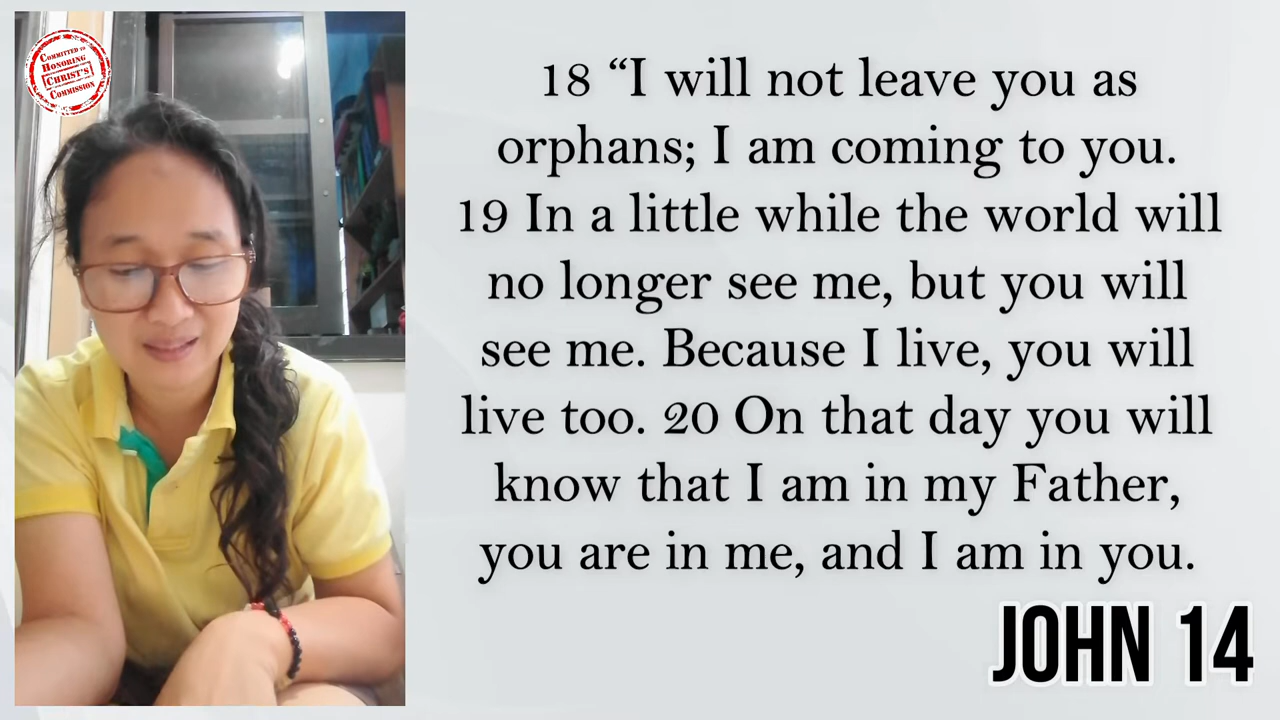 COMMITTED TO
HONORING
CHRIST'S
COMMISSION
18 “I will not leave you as
orphans; I am coming to you.
19 In a little while the world will
no longer see me, but you will
see me. Because I live, you will
live too. 20 On that day you will
know that I am in my Father,
you are in me, and I am in you.
JOHN 14